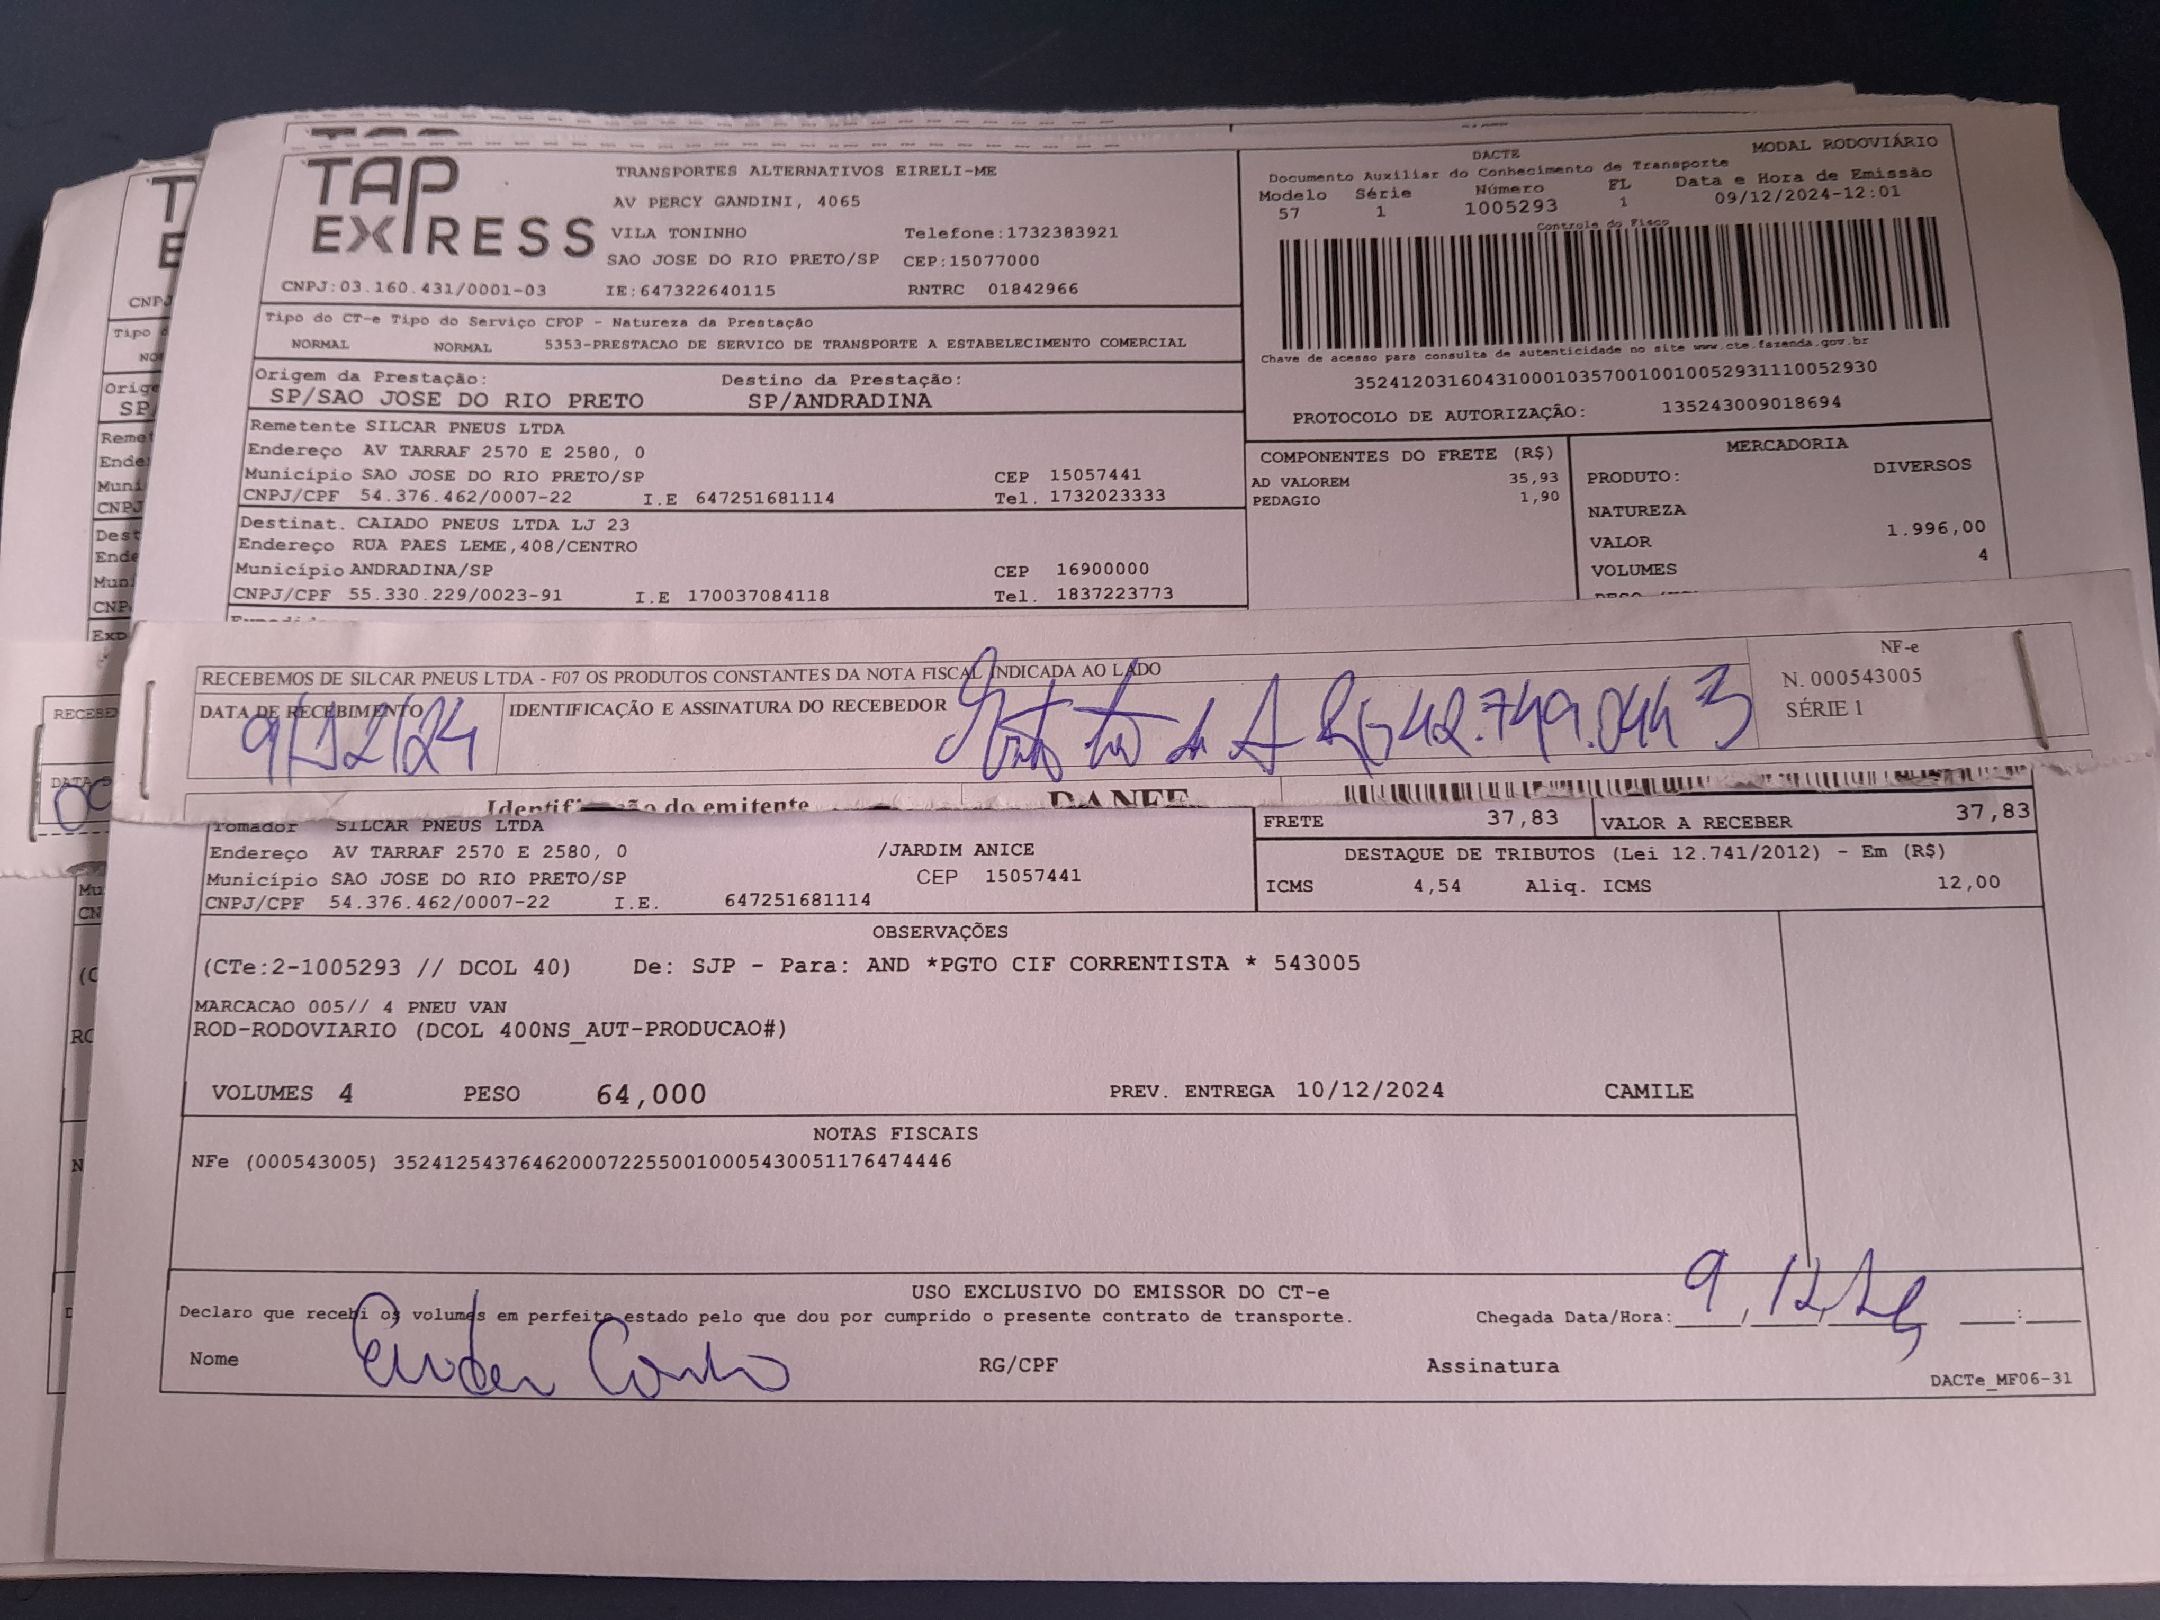 TAP EXPRESS
TRANSPORTES ALTERNATIVOS EIRELI-ME
AV PERCY GANDINI, 4065
VILA TONINHO Telefone:1732383921
SAO JOSE DO RIO PRETO/SP CEP:15077000
CNPJ:03.160.431/0001-03 IE:647322640115 RNTRC 01842966
DACTE MODAL RODOVIÁRIO
Documento Auxiliar do Conhecimento de Transporte
Modelo Série Número FL Data e Hora de Emissão
57 1 1005293 1 09/12/2024-12:01
Controle do Fisco
Chave de acesso para consulta de autenticidade no site www.cte.fazenda.gov.br
35241203160431000103570010010052931110052930
PROTOCOLO DE AUTORIZAÇÃO: 135243009018694
Tipo do CT-e Tipo do Serviço CFOP - Natureza da Prestação
NORMAL NORMAL 5353-PRESTACAO DE SERVICO DE TRANSPORTE A ESTABELECIMENTO COMERCIAL
Origem da Prestação: Destino da Prestação:
SP/SAO JOSE DO RIO PRETO SP/ANDRADINA
Remetente SILCAR PNEUS LTDA
Endereço AV TARRAF 2570 E 2580, 0
Município SAO JOSE DO RIO PRETO/SP CEP 15057441
CNPJ/CPF 54.376.462/0007-22 I.E 647251681114 Tel. 1732023333
Destinat. CAIADO PNEUS LTDA LJ 23
Endereço RUA PAES LEME,408/CENTRO
Município ANDRADINA/SP CEP 16900000
CNPJ/CPF 55.330.229/0023-91 I.E 170037084118 Tel. 1837223773
COMPONENTES DO FRETE (R$)
AD VALOREM 35,93
PEDAGIO 1,90
MERCADORIA
PRODUTO: DIVERSOS
NATUREZA
VALOR 1.996,00
VOLUMES 4
RECEBEMOS DE SILCAR PNEUS LTDA - F07 OS PRODUTOS CONSTANTES DA NOTA FISCAL INDICADA AO LADO
DATA DE RECEBIMENTO IDENTIFICAÇÃO E ASSINATURA DO RECEBEDOR
9/12/24
NF-e
N. 000543005
SÉRIE 1
DANFE
Tomador SILCAR PNEUS LTDA
Endereço AV TARRAF 2570 E 2580, 0 /JARDIM ANICE
Município SAO JOSE DO RIO PRETO/SP CEP 15057441
CNPJ/CPF 54.376.462/0007-22 I.E. 647251681114
FRETE 37,83 VALOR A RECEBER 37,83
DESTAQUE DE TRIBUTOS (Lei 12.741/2012) - Em (R$)
ICMS 4,54 Aliq. ICMS 12,00
OBSERVAÇÕES
(CTe:2-1005293 // DCOL 40) De: SJP - Para: AND *PGTO CIF CORRENTISTA * 543005
MARCACAO 005// 4 PNEU VAN
ROD-RODOVIARIO (DCOL 400NS_AUT-PRODUCAO#)
VOLUMES 4 PESO 64,000 PREV. ENTREGA 10/12/2024 CAMILE
NOTAS FISCAIS
NFe (000543005) 35241254376462000722550010005430051176474446
USO EXCLUSIVO DO EMISSOR DO CT-e
Declaro que recebi os volumes em perfeito estado pelo que dou por cumprido o presente contrato de transporte. Chegada Data/Hora: 9/12/24
Nome RG/CPF Assinatura
DACTe_MF06-31